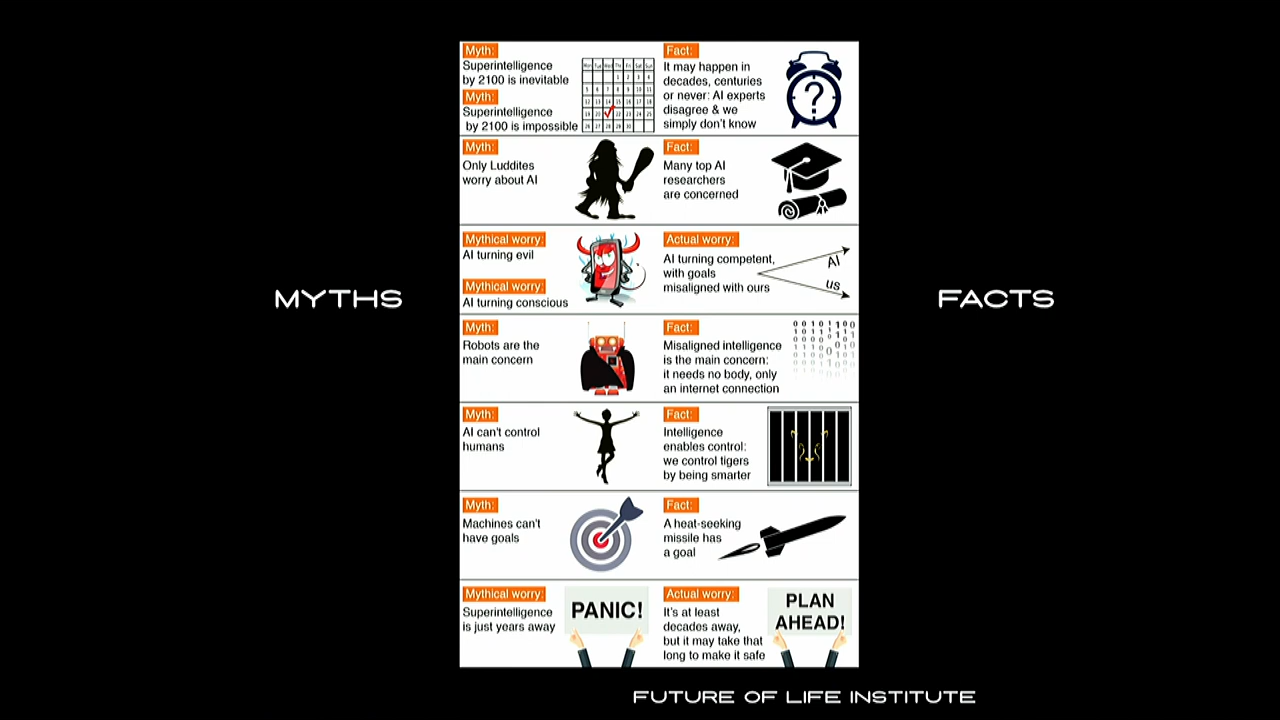 MYTHS
Myth:
Superintelligence
by 2100 is inevitable
Myth:
Superintelligence
by 2100 is impossible
Fact:
It may happen in
decades, centuries
or never: AI experts
disagree & we
simply don't know
?
Myth:
Only Luddites
worry about AI
Fact:
Many top AI
researchers
are concerned
Mythical worry:
AI turning evil
Mythical worry:
AI turning conscious
Actual worry:
AI turning competent,
with goals
misaligned with ours
AI
us
Myth:
Robots are the
main concern
Fact:
Misaligned intelligence
is the main concern:
it needs no body, only
an internet connection
Myth:
AI can't control
humans
Fact:
Intelligence
enables control:
we control tigers
by being smarter
Myth:
Machines can't
have goals
Fact:
A heat-seeking
missile has
a goal
Mythical worry:
Superintelligence
is just years away
PANIC!
Actual worry:
It's at least
decades away,
but it may take that
long to make it safe
PLAN
AHEAD!
FACTS
FUTURE OF LIFE INSTITUTE